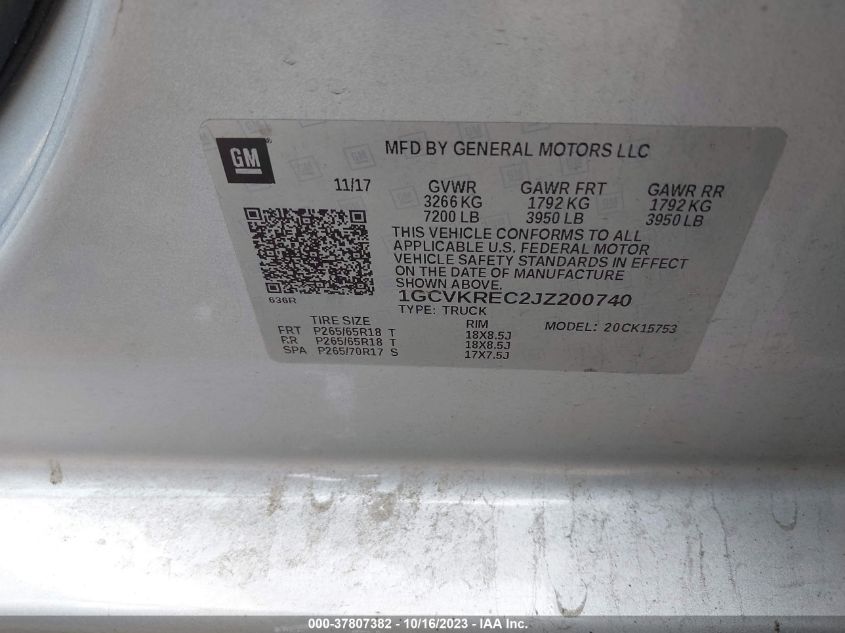 GM
MFD BY GENERAL MOTORS LLC
11/17 GVWR GAWR FRT GAWR RR
3266 KG 1792 KG 1792 KG
7200 LB 3950 LB 3950 LB
THIS VEHICLE CONFORMS TO ALL
APPLICABLE U.S. FEDERAL MOTOR
VEHICLE SAFETY STANDARDS IN EFFECT
ON THE DATE OF MANUFACTURE
SHOWN ABOVE.
636R
1GCVKREC2JZ200740
TYPE: TRUCK
TIRE SIZE RIM MODEL: 20CK15753
FRT P265/65R18 T 18X8.5J
RR P265/65R18 T 18X8.5J
SPA P265/70R17 S 17X7.5J
000-37807382 - 10/16/2023 - IAA Inc.